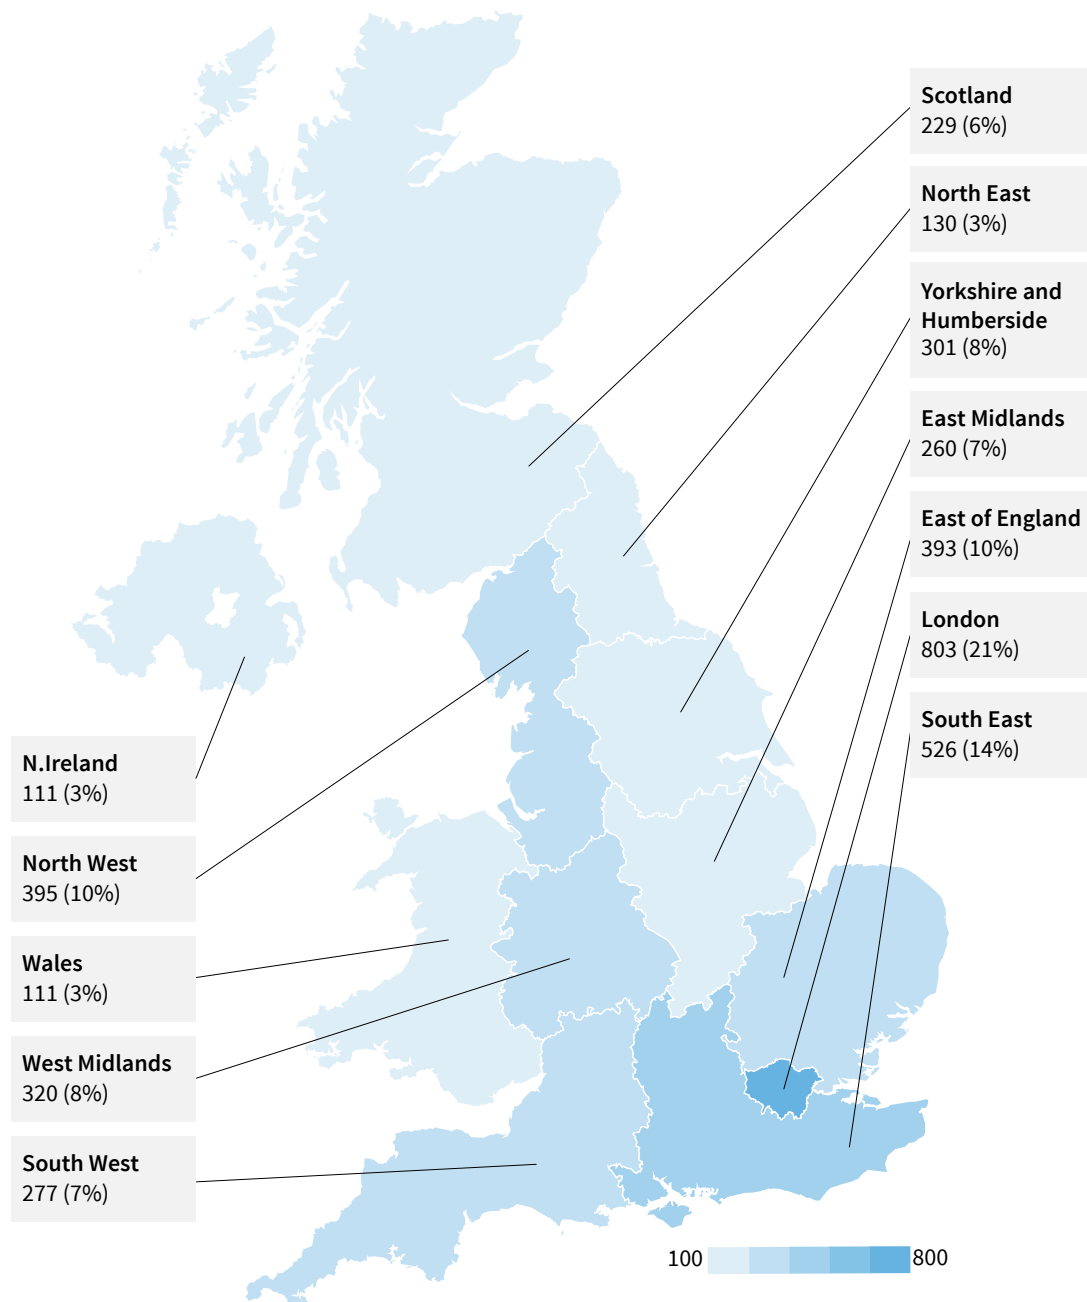 Scotland
229 (6%)
North East
130 (3%)
Yorkshire and
Humberside
301 (8%)
East Midlands
260 (7%)
East of England
393 (10%)
London
803 (21%)
South East
526 (14%)
N.Ireland
111 (3%)
North West
395 (10%)
Wales
111 (3%)
West Midlands
320 (8%)
South West
277 (7%)
100 800